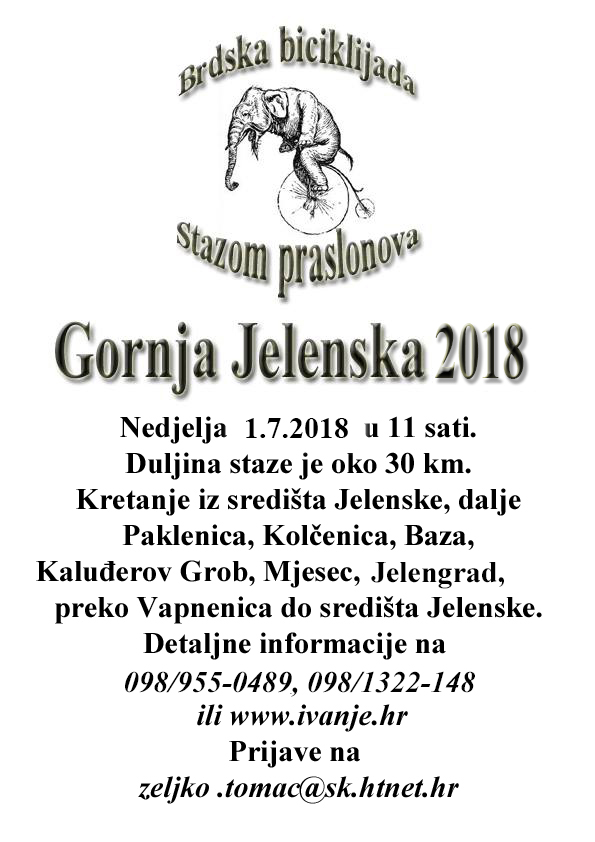 Brdska biciklijada
Stazom praslonova
Gornja Jelenska 2018
Nedjelja 1.7.2018 u 11 sati.
Duljina staze je oko 30 km.
Kretanje iz središta Jelenske, dalje
Paklenica, Kolčenica, Baza,
Kaluđerov Grob, Mjesec, Jelengrad,
preko Vapnenica do središta Jelenske.
Detaljne informacije na
098/955-0489, 098/1322-148
ili www.ivanje.hr
Prijave na
zeljko .tomac@sk.htnet.hr